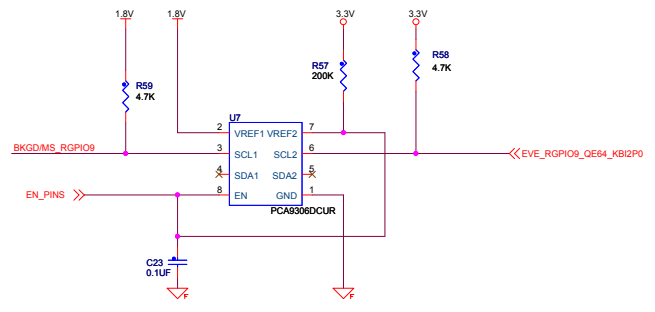 1.8V 1.8V 3.3V 3.3V
R59
4.7K
R57
200K
R58
4.7K
U7
2 VREF1 VREF2 7
BKGD/MS_RGPIO9 3 SCL1 SCL2 6 EVE_RGPIO9_QE64_KBI2P0
4 SDA1 SDA2 5
EN_PINS 8 EN GND 1
PCA9306DCUR
C23
0.1UF
F F